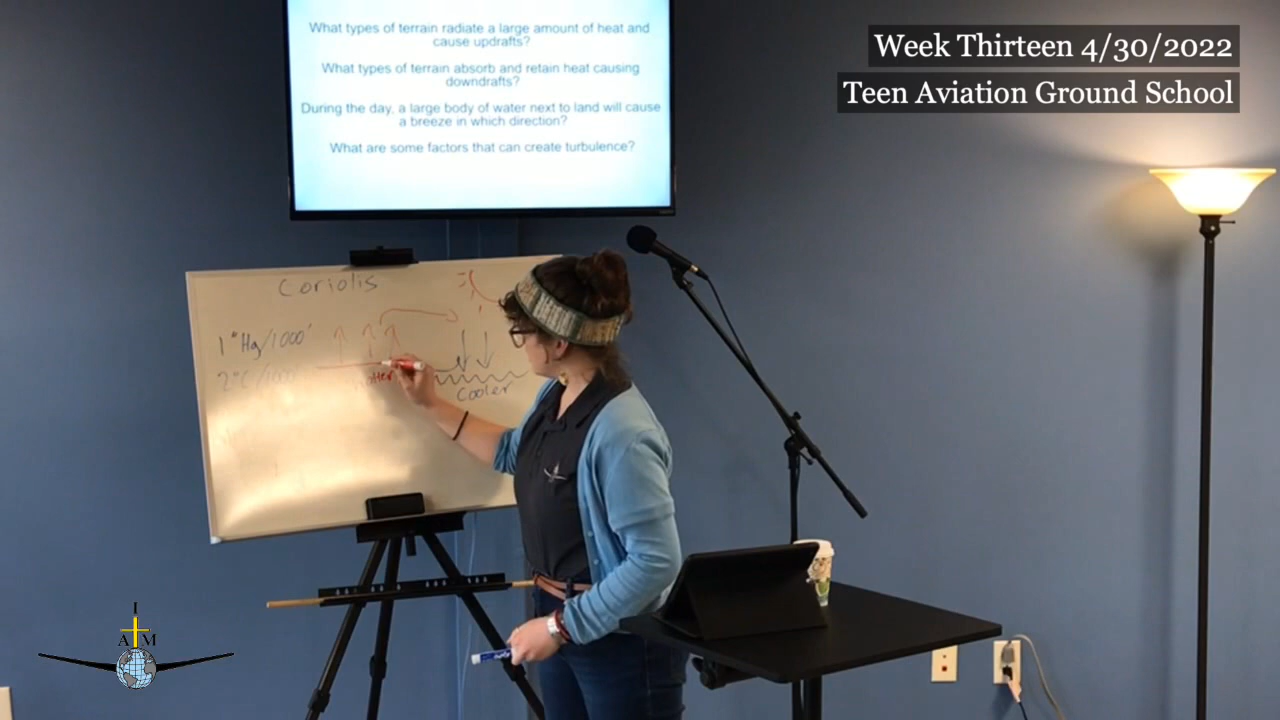 What types of terrain radiate a large amount of heat and
cause updrafts?
What types of terrain absorb and retain heat causing
downdrafts?
During the day, a large body of water next to land will cause
a breeze in which direction?
What are some factors that can create turbulence?
Week Thirteen 4/30/2022
Teen Aviation Ground School
Coriolis
1"Hg/1000'
2°C/1000'
Hotter
Cooler
I
A M